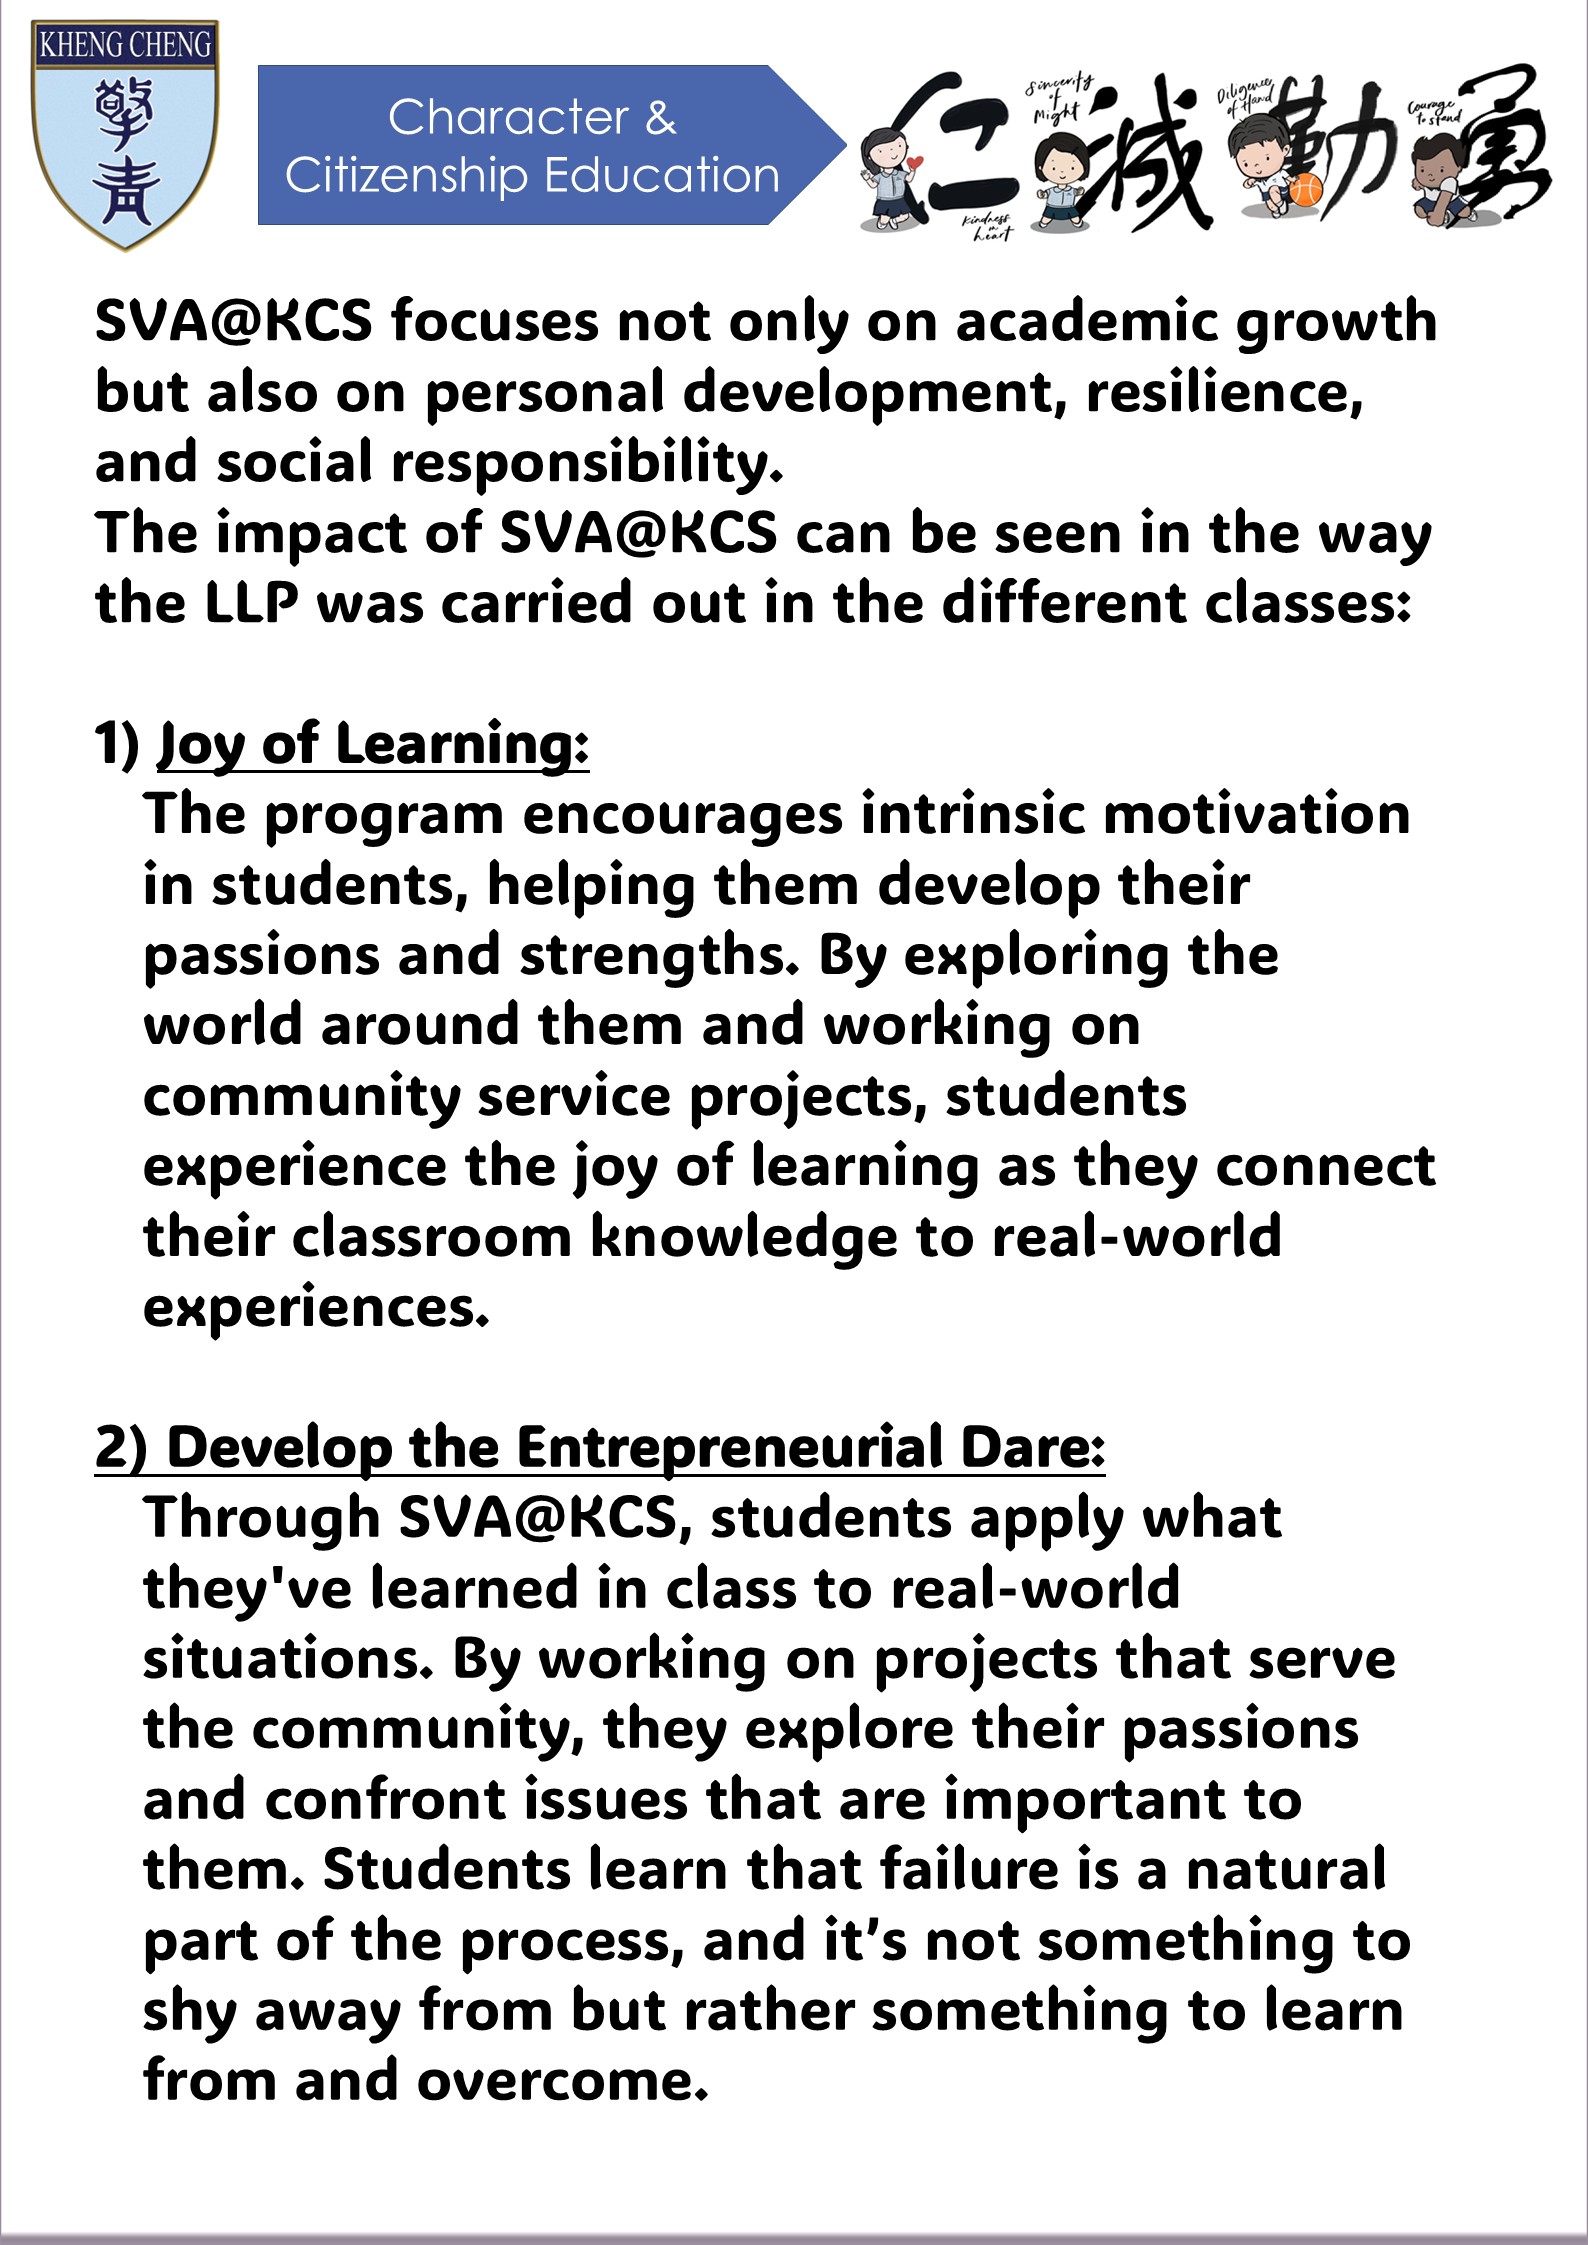 KHENG CHENG
擎
青
Character &
Citizenship Education
仁 诚 勤 勇
Kindness in heart
Sincerity of Might
Diligence of Hand
Courage to stand
SVA@KCS focuses not only on academic growth
but also on personal development, resilience,
and social responsibility.
The impact of SVA@KCS can be seen in the way
the LLP was carried out in the different classes:
1) Joy of Learning:
The program encourages intrinsic motivation
in students, helping them develop their
passions and strengths. By exploring the
world around them and working on
community service projects, students
experience the joy of learning as they connect
their classroom knowledge to real-world
experiences.
2) Develop the Entrepreneurial Dare:
Through SVA@KCS, students apply what
they've learned in class to real-world
situations. By working on projects that serve
the community, they explore their passions
and confront issues that are important to
them. Students learn that failure is a natural
part of the process, and it’s not something to
shy away from but rather something to learn
from and overcome.